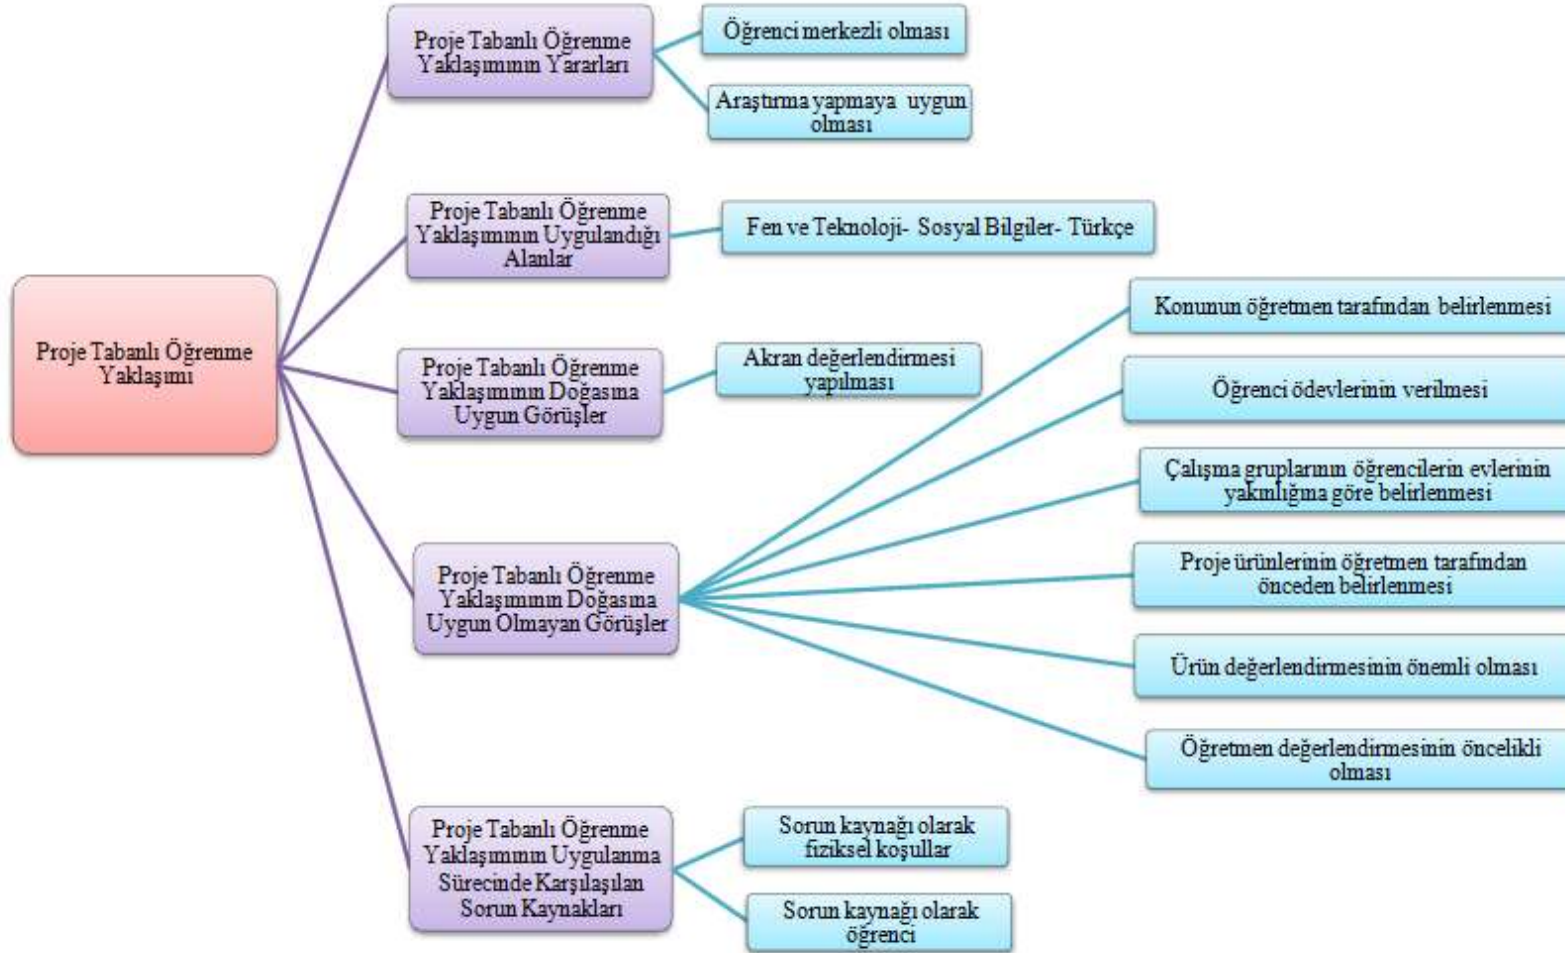 Proje Tabanlı Öğrenme
Yaklaşımı
Proje Tabanlı Öğrenme
Yaklaşımının Yararları
Öğrenci merkezli olması
Araştırma yapmaya uygun
olması
Proje Tabanlı Öğrenme
Yaklaşımının Uygulandığı
Alanlar
Fen ve Teknoloji- Sosyal Bilgiler- Türkçe
Proje Tabanlı Öğrenme
Yaklaşımının Doğasına
Uygun Görüşler
Akran değerlendirmesi
yapılması
Proje Tabanlı Öğrenme
Yaklaşımının Doğasına
Uygun Olmayan Görüşler
Konunun öğretmen tarafından belirlenmesi
Öğrenci ödevlerinin verilmesi
Çalışma gruplarının öğrencilerin evlerinin
yakınlığına göre belirlenmesi
Proje ürünlerinin öğretmen tarafından
önceden belirlenmesi
Ürün değerlendirmesinin önemli olması
Öğretmen değerlendirmesinin öncelikli
olması
Proje Tabanlı Öğrenme
Yaklaşımının Uygulanma
Sürecinde Karşılaşılan
Sorun Kaynakları
Sorun kaynağı olarak
fiziksel koşullar
Sorun kaynağı olarak
öğrenci